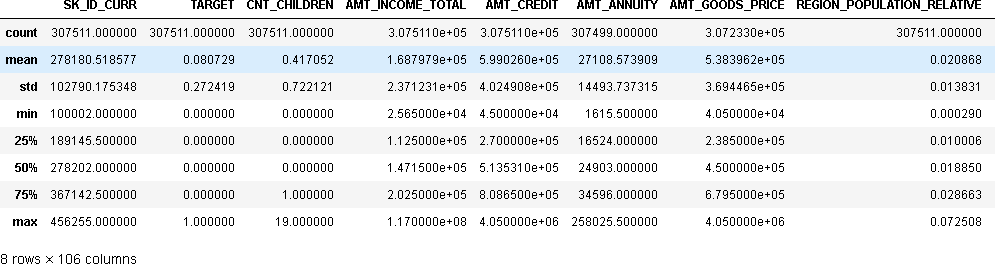 SK_ID_CURR TARGET CNT_CHILDREN AMT_INCOME_TOTAL AMT_CREDIT AMT_ANNUITY AMT_GOODS_PRICE REGION_POPULATION_RELATIVE
count 307511.000000 307511.000000 307511.000000 3.075110e+05 3.075110e+05 307499.000000 3.072330e+05 307511.000000
mean 278180.518577 0.080729 0.417052 1.687979e+05 5.990260e+05 27108.573909 5.383962e+05 0.020868
std 102790.175348 0.272419 0.722121 2.371231e+05 4.024908e+05 14493.737315 3.694465e+05 0.013831
min 100002.000000 0.000000 0.000000 2.565000e+04 4.500000e+04 1615.500000 4.050000e+04 0.000290
25% 189145.500000 0.000000 0.000000 1.125000e+05 2.700000e+05 16524.000000 2.385000e+05 0.010006
50% 278202.000000 0.000000 0.000000 1.471500e+05 5.135310e+05 24903.000000 4.500000e+05 0.018850
75% 367142.500000 0.000000 1.000000 2.025000e+05 8.086500e+05 34596.000000 6.795000e+05 0.028663
max 456255.000000 1.000000 19.000000 1.170000e+08 4.050000e+06 258025.500000 4.050000e+06 0.072508
8 rows × 106 columns